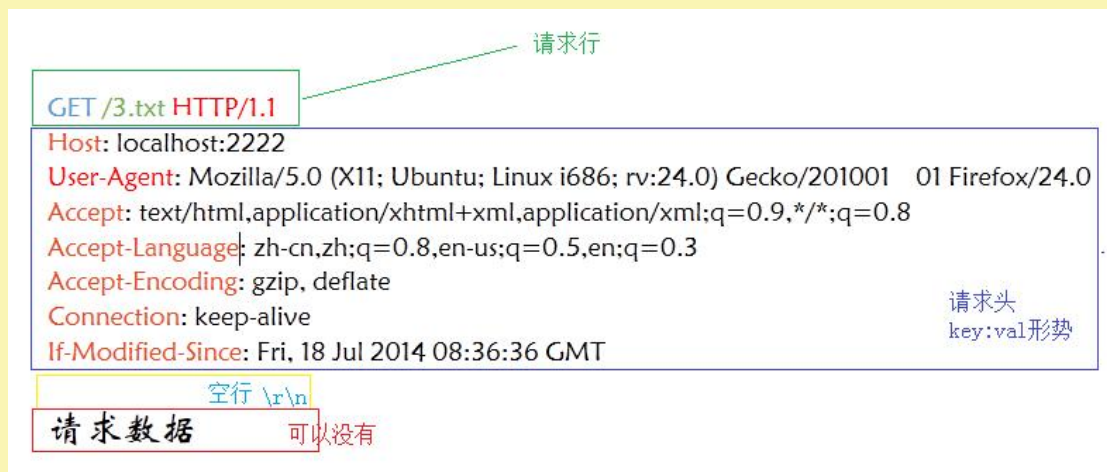 请求行
GET /3.txt HTTP/1.1
Host: localhost:2222
User-Agent: Mozilla/5.0 (X11; Ubuntu; Linux i686; rv:24.0) Gecko/201001 01 Firefox/24.0
Accept: text/html,application/xhtml+xml,application/xml;q=0.9,*/*;q=0.8
Accept-Language: zh-cn,zh;q=0.8,en-us;q=0.5,en;q=0.3
Accept-Encoding: gzip, deflate
Connection: keep-alive
If-Modified-Since: Fri, 18 Jul 2014 08:36:36 GMT
请求头
key:val形势
空行 \r\n
请求数据 可以没有